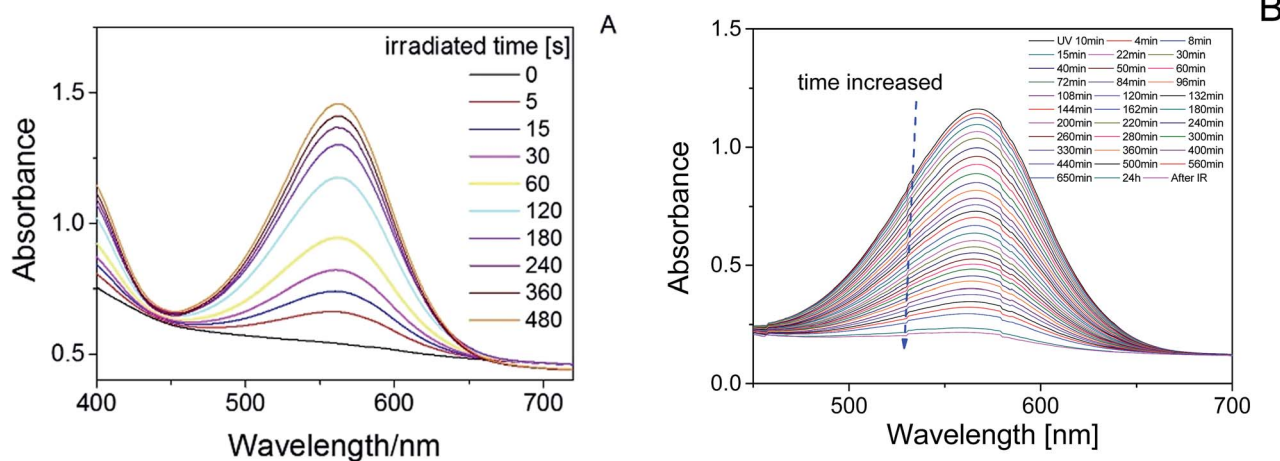 A
irradiated time [s]
0
5
15
30
60
120
180
240
360
480
1.5
1.0
0.5
400 500 600 700
Absorbance
Wavelength/nm
B
time increased
UV 10min 4min 8min
15min 22min 30min
40min 50min 60min
72min 84min 96min
108min 120min 132min
144min 162min 180min
200min 220min 240min
260min 280min 300min
330min 360min 400min
440min 500min 560min
650min 24h After IR
1.5
1.0
0.5
0.0
500 600 700
Absorbance
Wavelength [nm]